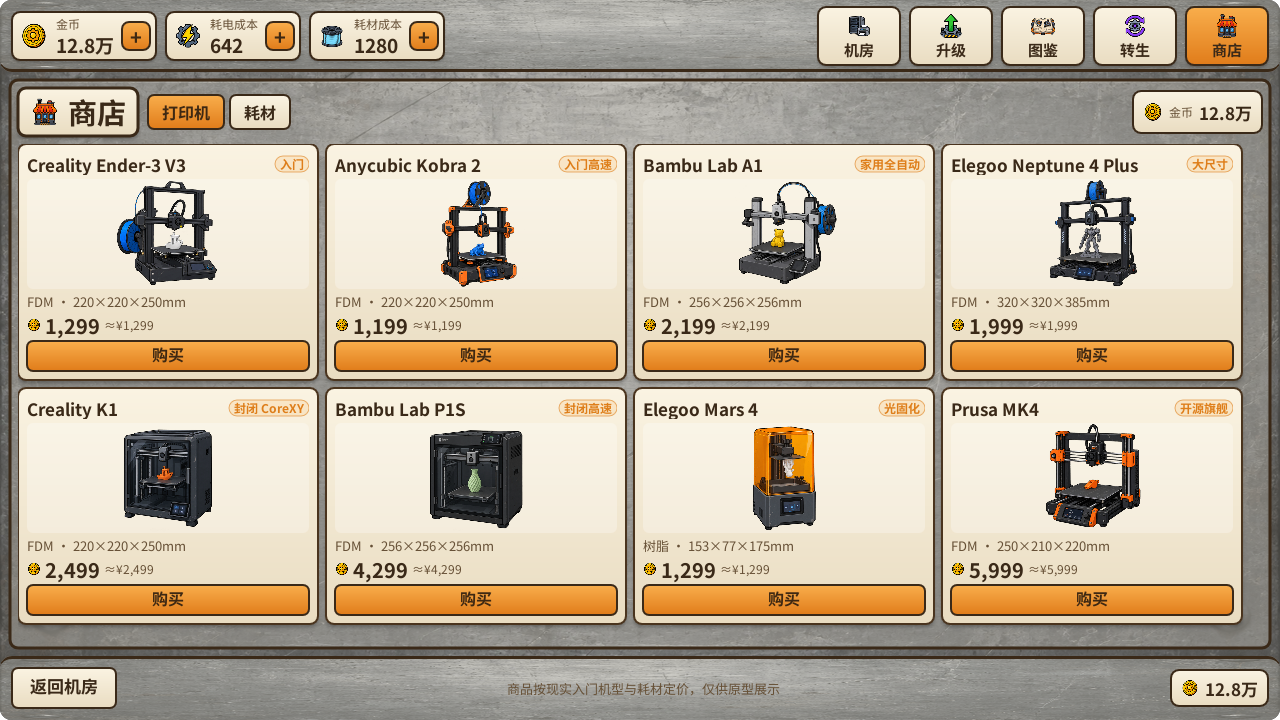 金币
12.8万
+
耗电成本
642
+
耗材成本
1280
+
机房
升级
图鉴
转生
商店
商店
打印机
耗材
金币 12.8万
Creality Ender-3 V3
入门
FDM · 220×220×250mm
1,299 ≈¥1,299
购买
Anycubic Kobra 2
入门高速
FDM · 220×220×250mm
1,199 ≈¥1,199
购买
Bambu Lab A1
家用全自动
FDM · 256×256×256mm
2,199 ≈¥2,199
购买
Elegoo Neptune 4 Plus
大尺寸
FDM · 320×320×385mm
1,999 ≈¥1,999
购买
Creality K1
封闭 CoreXY
FDM · 220×220×250mm
2,499 ≈¥2,499
购买
Bambu Lab P1S
封闭高速
FDM · 256×256×256mm
4,299 ≈¥4,299
购买
Elegoo Mars 4
光固化
树脂 · 153×77×175mm
1,299 ≈¥1,299
购买
Prusa MK4
开源旗舰
FDM · 250×210×220mm
5,999 ≈¥5,999
购买
返回机房
商品按现实入门机型与耗材定价，仅供原型展示
12.8万